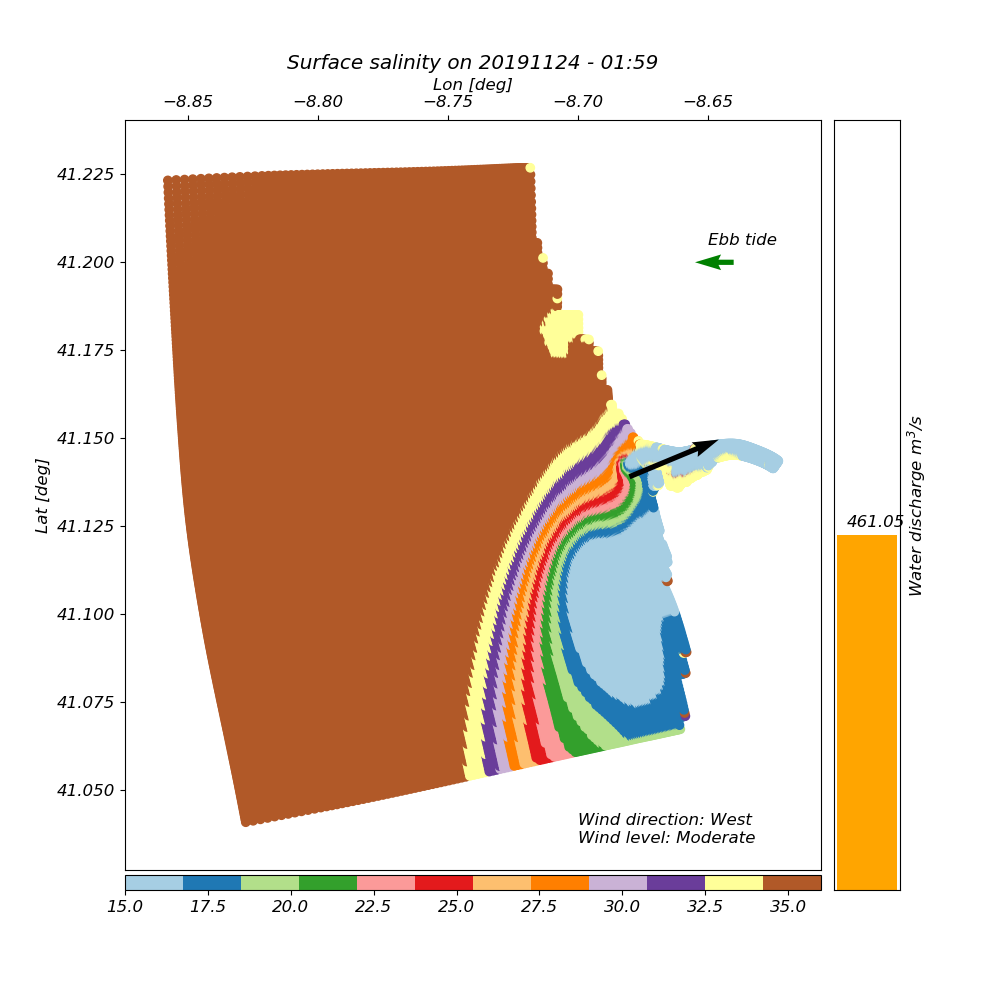 Surface salinity on 20191124 - 01:59
Lon [deg]
−8.85 −8.80 −8.75 −8.70 −8.65
41.225
41.200
41.175
41.150
41.125
41.100
41.075
41.050
Lat [deg]
Ebb tide
461.05
Water discharge m³/s
Wind direction: West
Wind level: Moderate
15.0 17.5 20.0 22.5 25.0 27.5 30.0 32.5 35.0